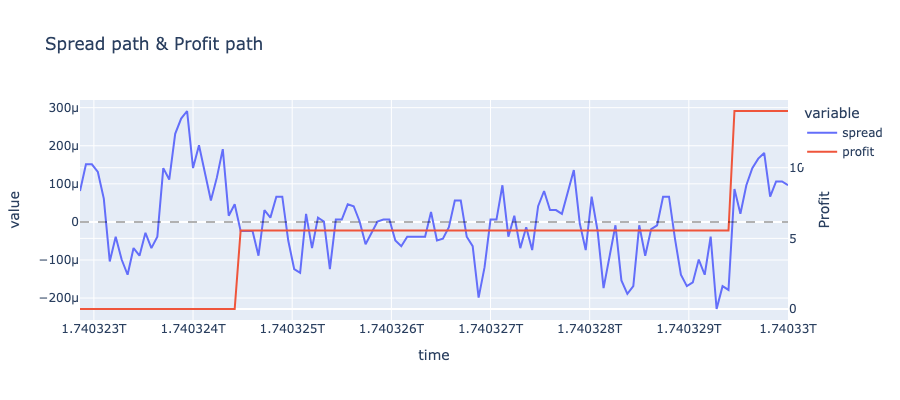 Spread path & Profit path
variable
spread
profit
300μ
200μ
100μ
0
−100μ
−200μ
value
10
5
0
Profit
1.740323T
1.740324T
1.740325T
1.740326T
1.740327T
1.740328T
1.740329T
1.74033T
time